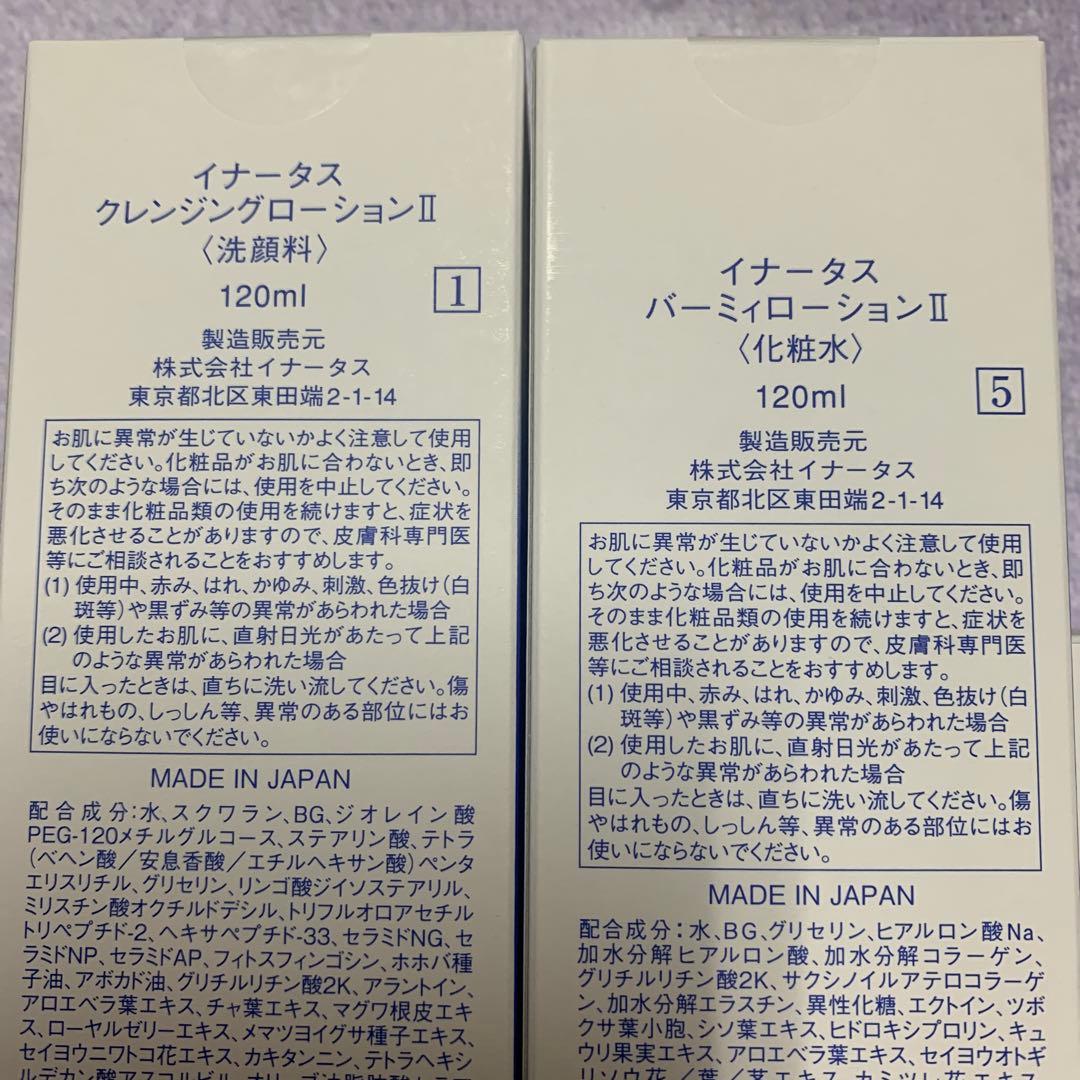 イナータス
クレンジングローションⅡ
〈洗顔料〉
120ml
1
製造販売元
株式会社イナータス
東京都北区東田端2-1-14
お肌に異常が生じていないかよく注意して使用
してください。化粧品がお肌に合わないとき、即
ち次のような場合には、使用を中止してください。
そのまま化粧品類の使用を続けますと、症状を
悪化させることがありますので、皮膚科専門医
等にご相談されることをおすすめします。
(1) 使用中、赤み、はれ、かゆみ、刺激、色抜け(白
斑等)や黒ずみ等の異常があらわれた場合
(2) 使用したお肌に、直射日光があたって上記
のような異常があらわれた場合
目に入ったときは、直ちに洗い流してください。傷
やはれもの、しっしん等、異常のある部位にはお
使いにならないでください。
MADE IN JAPAN
配合成分:水、スクワラン、BG、ジオレイン酸
PEG-120メチルグルコース、ステアリン酸、テトラ
(ベヘン酸/安息香酸/エチルヘキサン酸)ペンタ
エリスリチル、グリセリン、リンゴ酸ジイソステアリル、
ミリスチン酸オクチルドデシル、トリフルオロアセチル
トリペプチド-2、ヘキサペプチド-33、セラミドNG、セ
ラミドNP、セラミドAP、フィトスフィンゴシン、ホホバ種
子油、アボカド油、グリチルリチン酸2K、アラントイン、
アロエベラ葉エキス、チャ葉エキス、マグワ根皮エキ
ス、ローヤルゼリーエキス、メマツヨイグサ種子エキス、
セイヨウニワトコ花エキス、カキタンニン、テトラヘキシ
ルデカン酸アスコルビル、オリーブ油脂肪酸
イナータス
バーミィローションⅡ
〈化粧水〉
120ml
5
製造販売元
株式会社イナータス
東京都北区東田端2-1-14
お肌に異常が生じていないかよく注意して使用
してください。化粧品がお肌に合わないとき、即
ち次のような場合には、使用を中止してください。
そのまま化粧品類の使用を続けますと、症状を
悪化させることがありますので、皮膚科専門医
等にご相談されることをおすすめします。
(1) 使用中、赤み、はれ、かゆみ、刺激、色抜け(白
斑等)や黒ずみ等の異常があらわれた場合
(2) 使用したお肌に、直射日光があたって上記
のような異常があらわれた場合
目に入ったときは、直ちに洗い流してください。傷
やはれもの、しっしん等、異常のある部位にはお
使いにならないでください。
MADE IN JAPAN
配合成分:水、BG、グリセリン、ヒアルロン酸Na、
加水分解ヒアルロン酸、加水分解コラーゲン、
グリチルリチン酸2K、サクシノイルアテロコラーゲ
ン、加水分解エラスチン、異性化糖、エクトイン、ツボ
クサ葉小胞、シソ葉エキス、ヒドロキシプロリン、キュ
ウリ果実エキス、アロエベラ葉エキス、セイヨウオトギ
リソウ花/葉/茎エキス、カミツレ花エキス